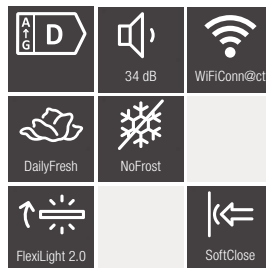 A
G
D
34 dB
WiFiConn@ct
DailyFresh
NoFrost
FlexiLight 2.0
SoftClose